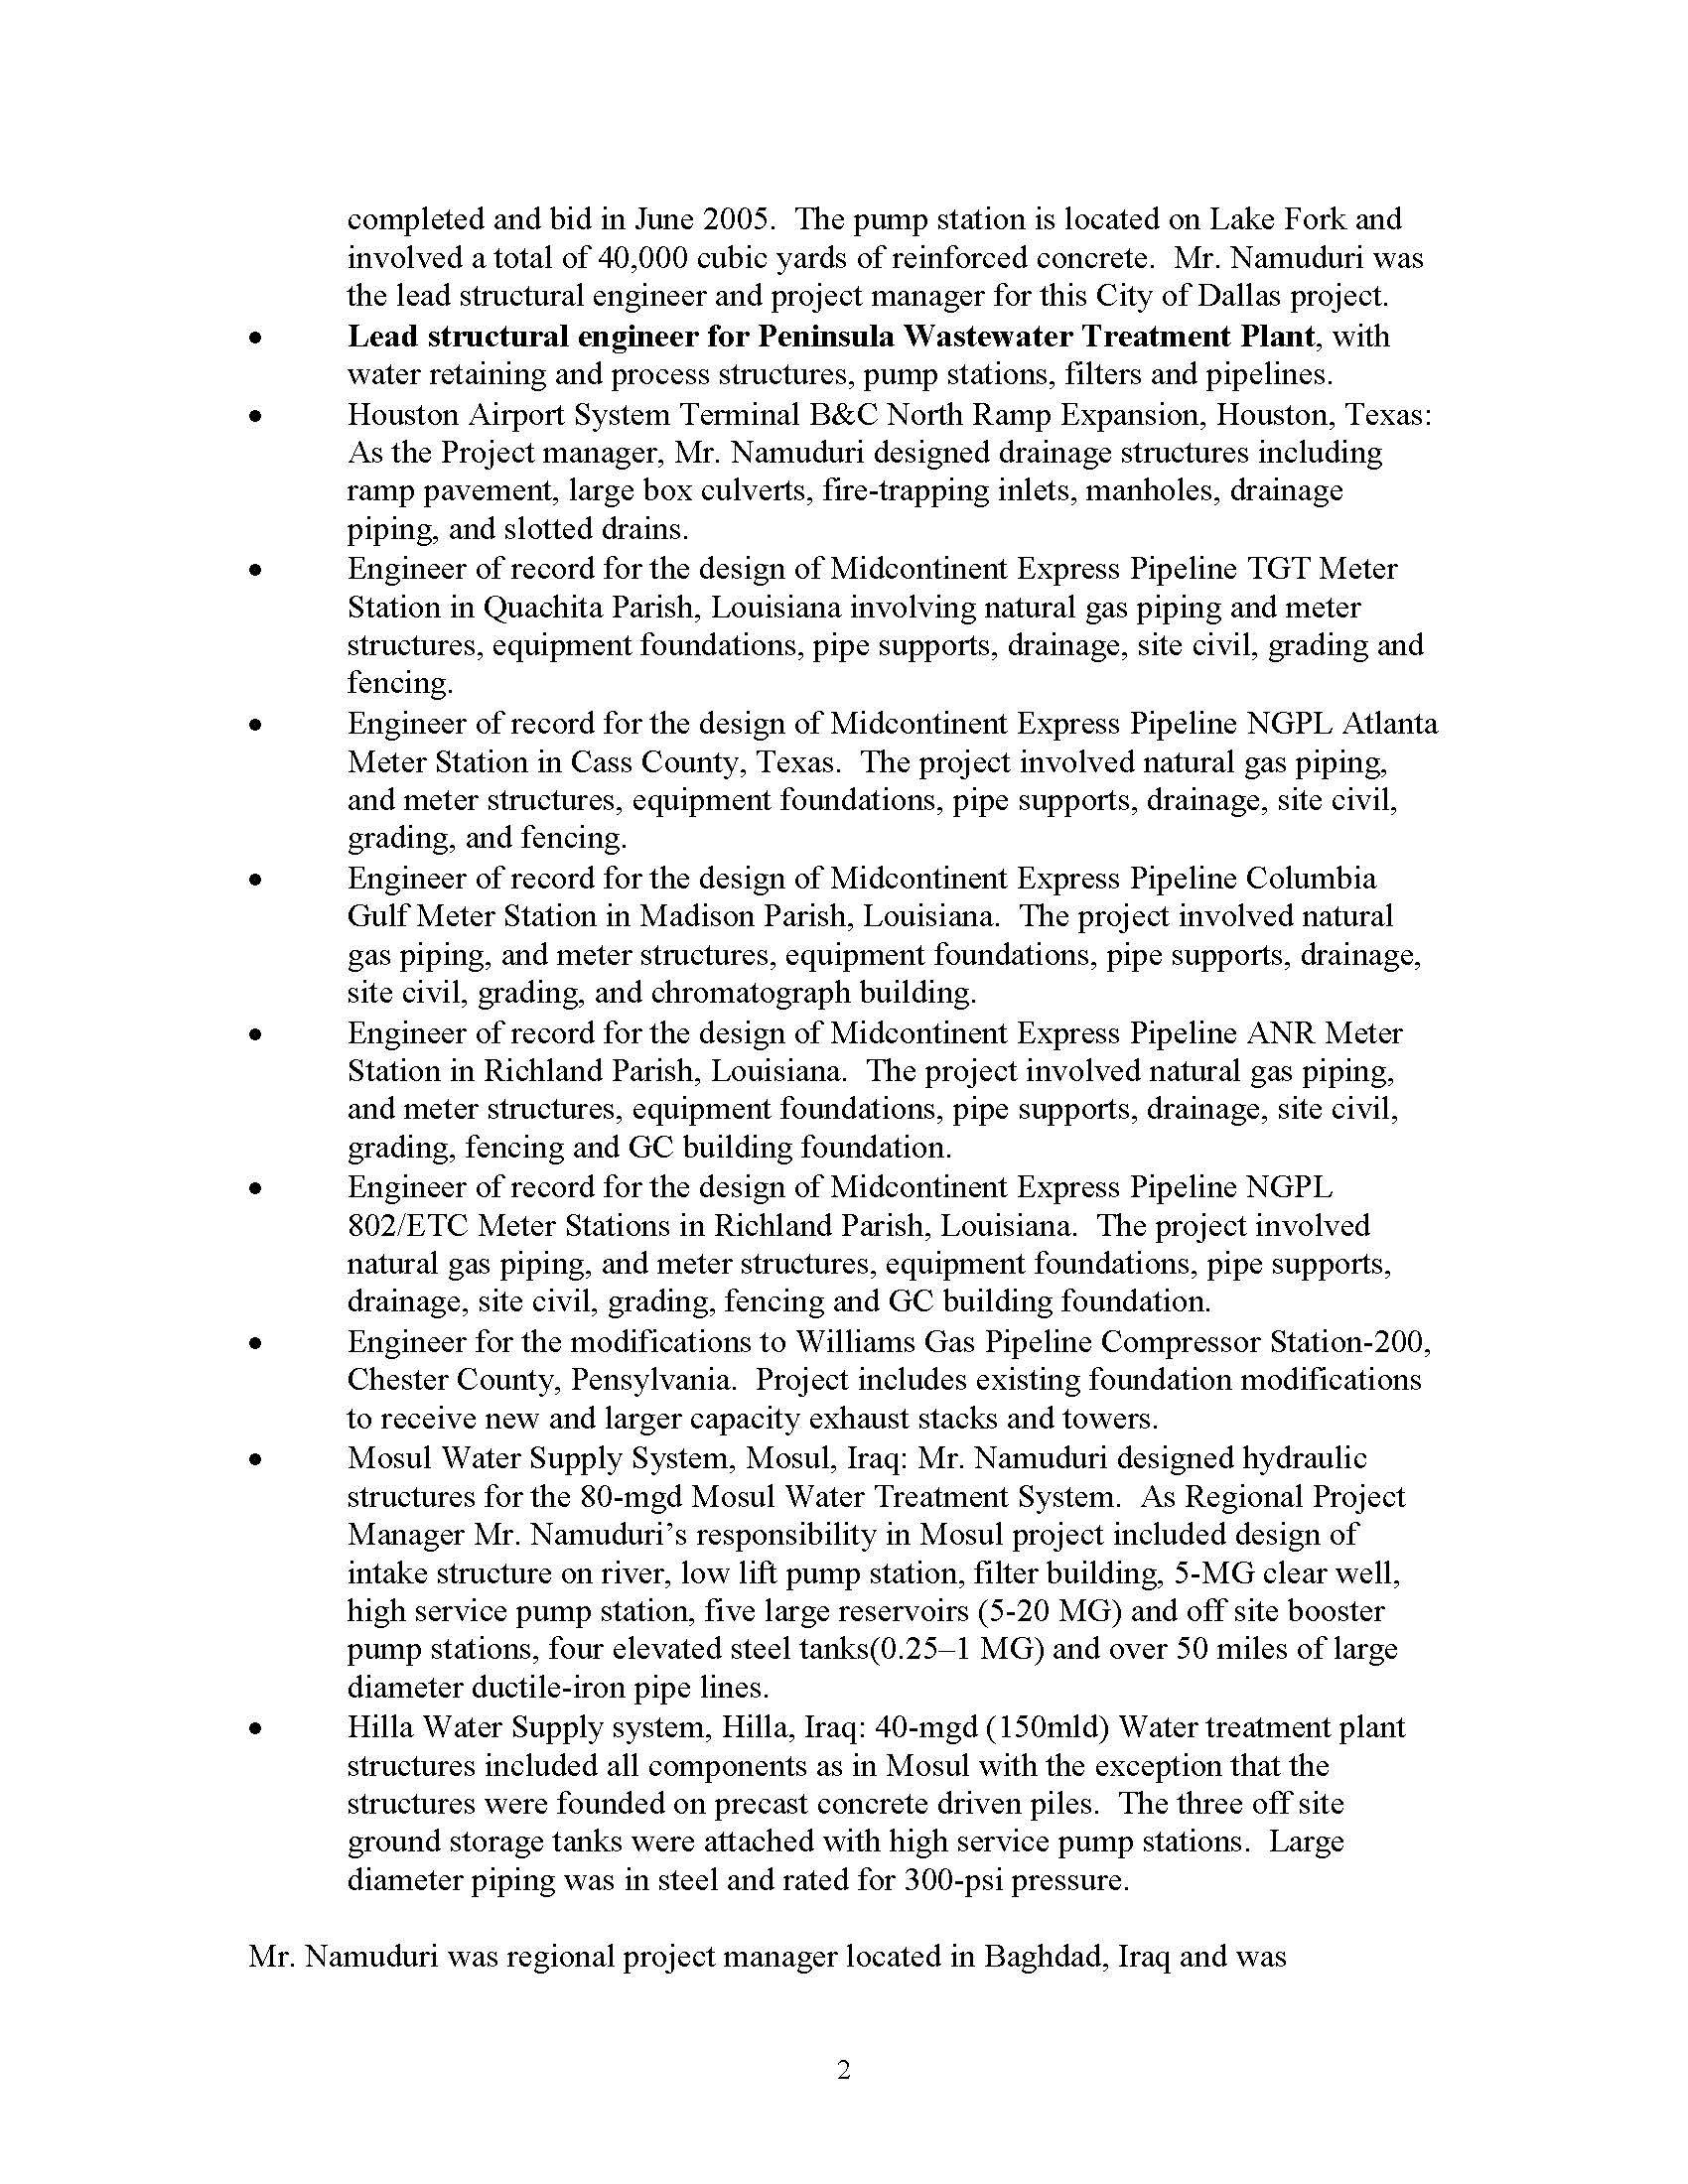 completed and bid in June 2005.  The pump station is located on Lake Fork and
involved a total of 40,000 cubic yards of reinforced concrete.  Mr. Namuduri was
the lead structural engineer and project manager for this City of Dallas project.
• Lead structural engineer for Peninsula Wastewater Treatment Plant, with
water retaining and process structures, pump stations, filters and pipelines.
• Houston Airport System Terminal B&C North Ramp Expansion, Houston, Texas:
As the Project manager, Mr. Namuduri designed drainage structures including
ramp pavement, large box culverts, fire-trapping inlets, manholes, drainage
piping, and slotted drains.
• Engineer of record for the design of Midcontinent Express Pipeline TGT Meter
Station in Quachita Parish, Louisiana involving natural gas piping and meter
structures, equipment foundations, pipe supports, drainage, site civil, grading and
fencing.
• Engineer of record for the design of Midcontinent Express Pipeline NGPL Atlanta
Meter Station in Cass County, Texas.  The project involved natural gas piping,
and meter structures, equipment foundations, pipe supports, drainage, site civil,
grading, and fencing.
• Engineer of record for the design of Midcontinent Express Pipeline Columbia
Gulf Meter Station in Madison Parish, Louisiana.  The project involved natural
gas piping, and meter structures, equipment foundations, pipe supports, drainage,
site civil, grading, and chromatograph building.
• Engineer of record for the design of Midcontinent Express Pipeline ANR Meter
Station in Richland Parish, Louisiana.  The project involved natural gas piping,
and meter structures, equipment foundations, pipe supports, drainage, site civil,
grading, fencing and GC building foundation.
• Engineer of record for the design of Midcontinent Express Pipeline NGPL
802/ETC Meter Stations in Richland Parish, Louisiana.  The project involved
natural gas piping, and meter structures, equipment foundations, pipe supports,
drainage, site civil, grading, fencing and GC building foundation.
• Engineer for the modifications to Williams Gas Pipeline Compressor Station-200,
Chester County, Pensylvania.  Project includes existing foundation modifications
to receive new and larger capacity exhaust stacks and towers.
• Mosul Water Supply System, Mosul, Iraq: Mr. Namuduri designed hydraulic
structures for the 80-mgd Mosul Water Treatment System.  As Regional Project
Manager Mr. Namuduri’s responsibility in Mosul project included design of
intake structure on river, low lift pump station, filter building, 5-MG clear well,
high service pump station, five large reservoirs (5-20 MG) and off site booster
pump stations, four elevated steel tanks(0.25–1 MG) and over 50 miles of large
diameter ductile-iron pipe lines.
• Hilla Water Supply system, Hilla, Iraq: 40-mgd (150mld) Water treatment plant
structures included all components as in Mosul with the exception that the
structures were founded on precast concrete driven piles.  The three off site
ground storage tanks were attached with high service pump stations.  Large
diameter piping was in steel and rated for 300-psi pressure.
Mr. Namuduri was regional project manager located in Baghdad, Iraq and was
2